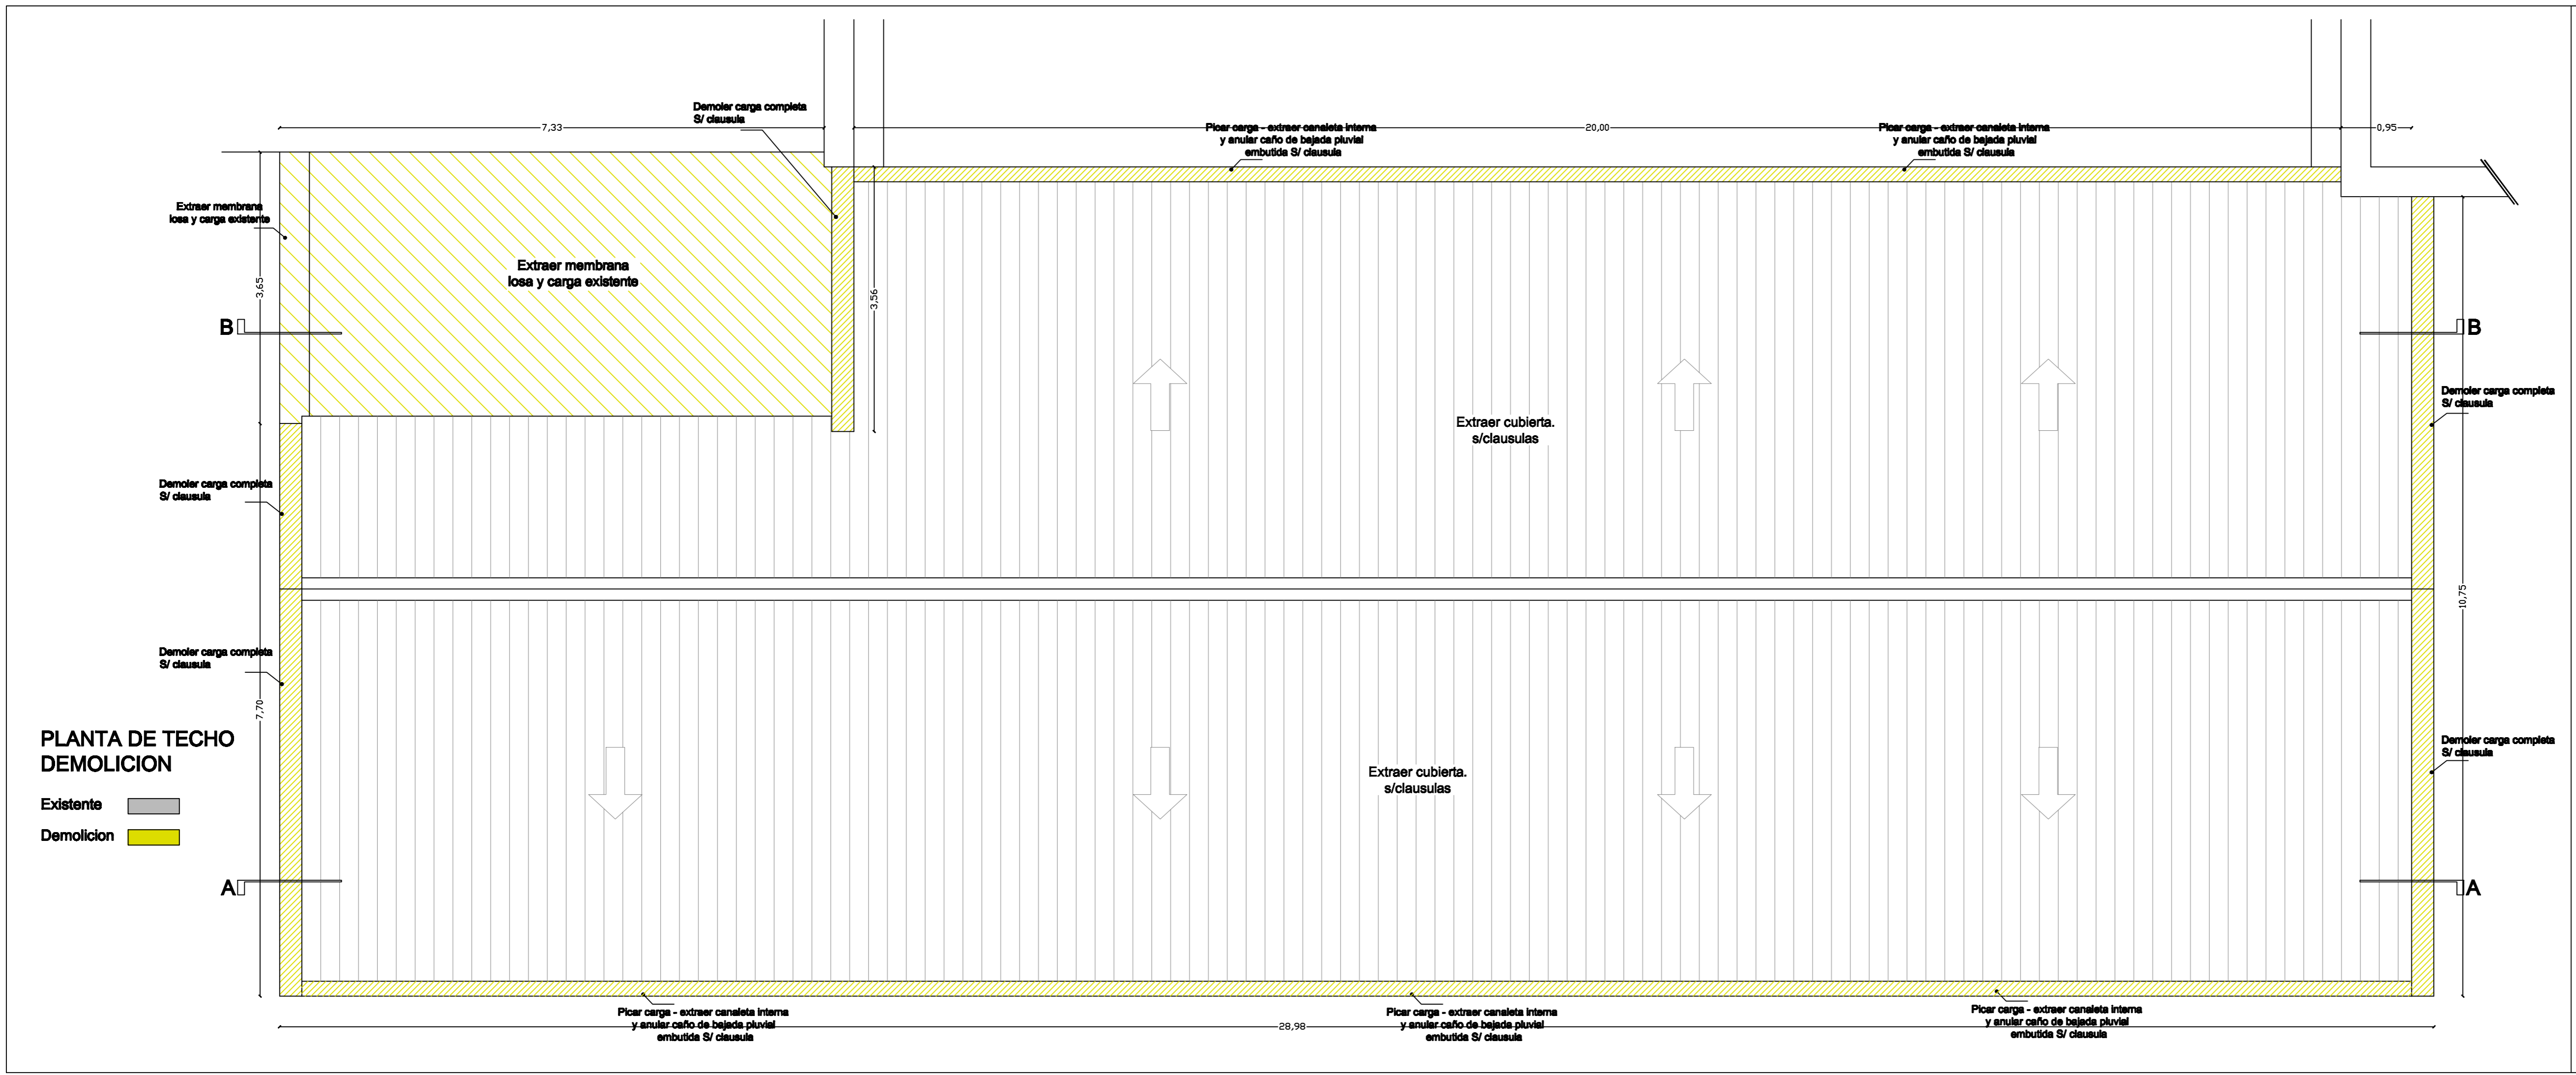 Demoler carga completa
S/ clausula
7,33
Picar carga - extraer canaleta interna
y anular caño de bajada pluvial
embutida S/ clausula
20,00
Picar carga - extraer canaleta interna
y anular caño de bajada pluvial
embutida S/ clausula
0,95
Extraer membrana
losa y carga existente
Extraer membrana
losa y carga existente
3,65
3,56
B
B
Demoler carga completa
S/ clausula
Extraer cubierta.
s/clausulas
Demoler carga completa
S/ clausula
10,75
Demoler carga completa
S/ clausula
7,70
PLANTA DE TECHO
DEMOLICION
Existente
Demolicion
Extraer cubierta.
s/clausulas
Demoler carga completa
S/ clausula
A
A
Picar carga - extraer canaleta interna
y anular caño de bajada pluvial
embutida S/ clausula
28,98
Picar carga - extraer canaleta interna
y anular caño de bajada pluvial
embutida S/ clausula
Picar carga - extraer canaleta interna
y anular caño de bajada pluvial
embutida S/ clausula